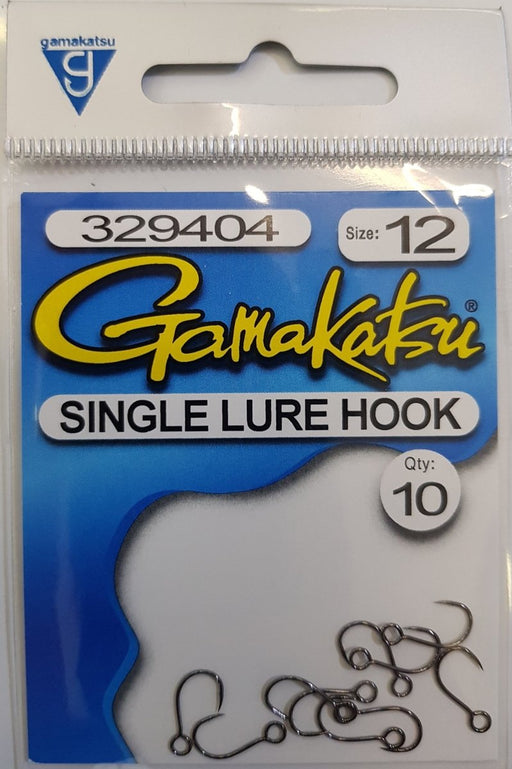 gamakatsu
g
329404
Size: 12
Gamakatsu®
SINGLE LURE HOOK
Qty:
10